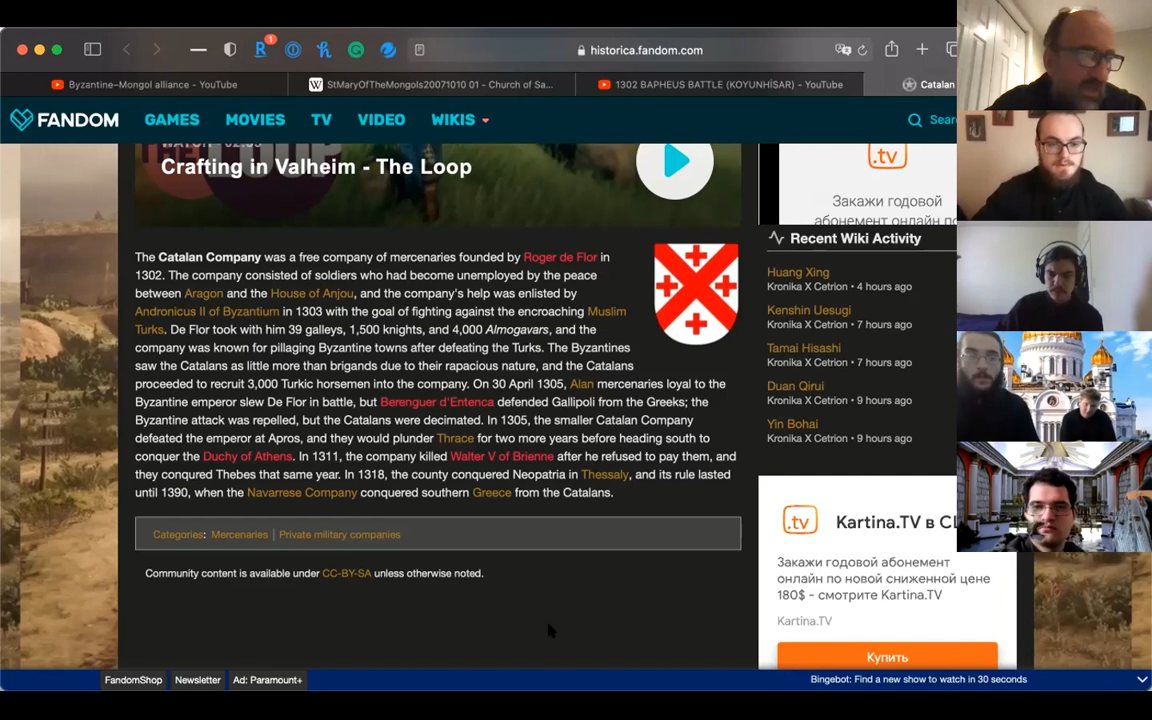 1
historica.fandom.com
Byzantine–Mongol alliance - YouTube
StMaryOfTheMongols20071010 01 - Church of Sa...
1302 BAPHEUS BATTLE (KOYUNHİSAR) - YouTube
Catalan
FANDOM
GAMES
MOVIES
TV
VIDEO
WIKIS
Sear
Crafting in Valheim - The Loop
.tv
Закажи годовой
абонемент онлайн по
The Catalan Company was a free company of mercenaries founded by Roger de Flor in
1302. The company consisted of soldiers who had become unemployed by the peace
between Aragon and the House of Anjou, and the company's help was enlisted by
Andronicus II of Byzantium in 1303 with the goal of fighting against the encroaching Muslim
Turks. De Flor took with him 39 galleys, 1,500 knights, and 4,000 Almogavars, and the
company was known for pillaging Byzantine towns after defeating the Turks. The Byzantines
saw the Catalans as little more than brigands due to their rapacious nature, and the Catalans
proceeded to recruit 3,000 Turkic horsemen into the company. On 30 April 1305, Alan mercenaries loyal to the
Byzantine emperor slew De Flor in battle, but Berenguer d'Entenca defended Gallipoli from the Greeks; the
Byzantine attack was repelled, but the Catalans were decimated. In 1305, the smaller Catalan Company
defeated the emperor at Apros, and they would plunder Thrace for two more years before heading south to
conquer the Duchy of Athens. In 1311, the company killed Walter V of Brienne after he refused to pay them, and
they conqured Thebes that same year. In 1318, the county conquered Neopatria in Thessaly, and its rule lasted
until 1390, when the Navarrese Company conquered southern Greece from the Catalans.
Categories: Mercenaries | Private military companies
Community content is available under CC-BY-SA unless otherwise noted.
Recent Wiki Activity
Huang Xing
Kronika X Cetrion • 4 hours ago
Kenshin Uesugi
Kronika X Cetrion • 7 hours ago
Tamai Hisashi
Kronika X Cetrion • 7 hours ago
Duan Qirui
Kronika X Cetrion • 9 hours ago
Yin Bohai
Kronika X Cetrion • 9 hours ago
.tv
Kartina.TV в С
Закажи годовой абонемент
онлайн по новой сниженной цене
180$ - смотрите Kartina.TV
Kartina.TV
Купить
FandomShop
Newsletter
Ad: Paramount+
Bingebot: Find a new show to watch in 30 seconds